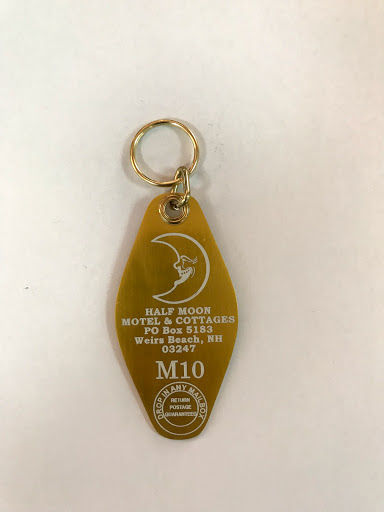 HALF MOON
MOTEL & COTTAGES
PO Box 5183
Weirs Beach, NH
03247
M10
DROP IN ANY MAILBOX
RETURN
POSTAGE
GUARANTEED